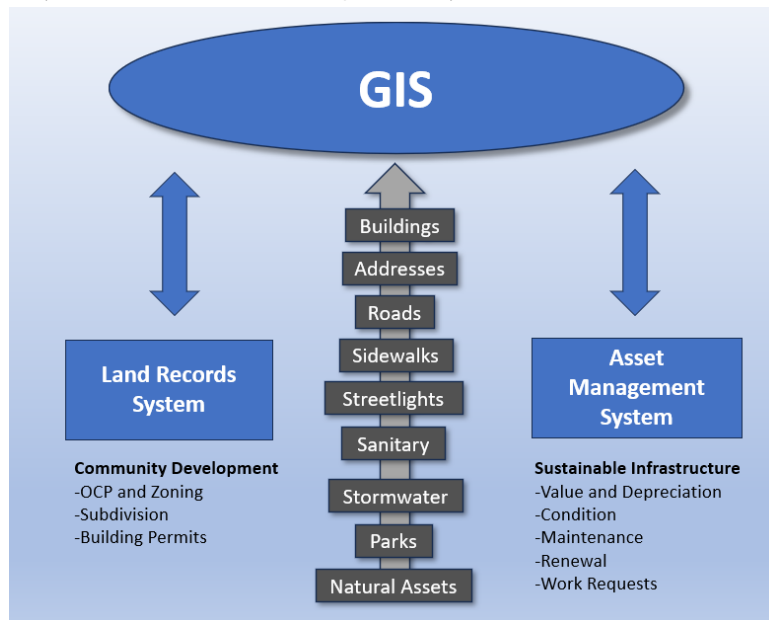 GIS
Buildings
Addresses
Roads
Sidewalks
Streetlights
Sanitary
Stormwater
Parks
Natural Assets
Land Records
System
Community Development
-OCP and Zoning
-Subdivision
-Building Permits
Asset
Management
System
Sustainable Infrastructure
-Value and Depreciation
-Condition
-Maintenance
-Renewal
-Work Requests